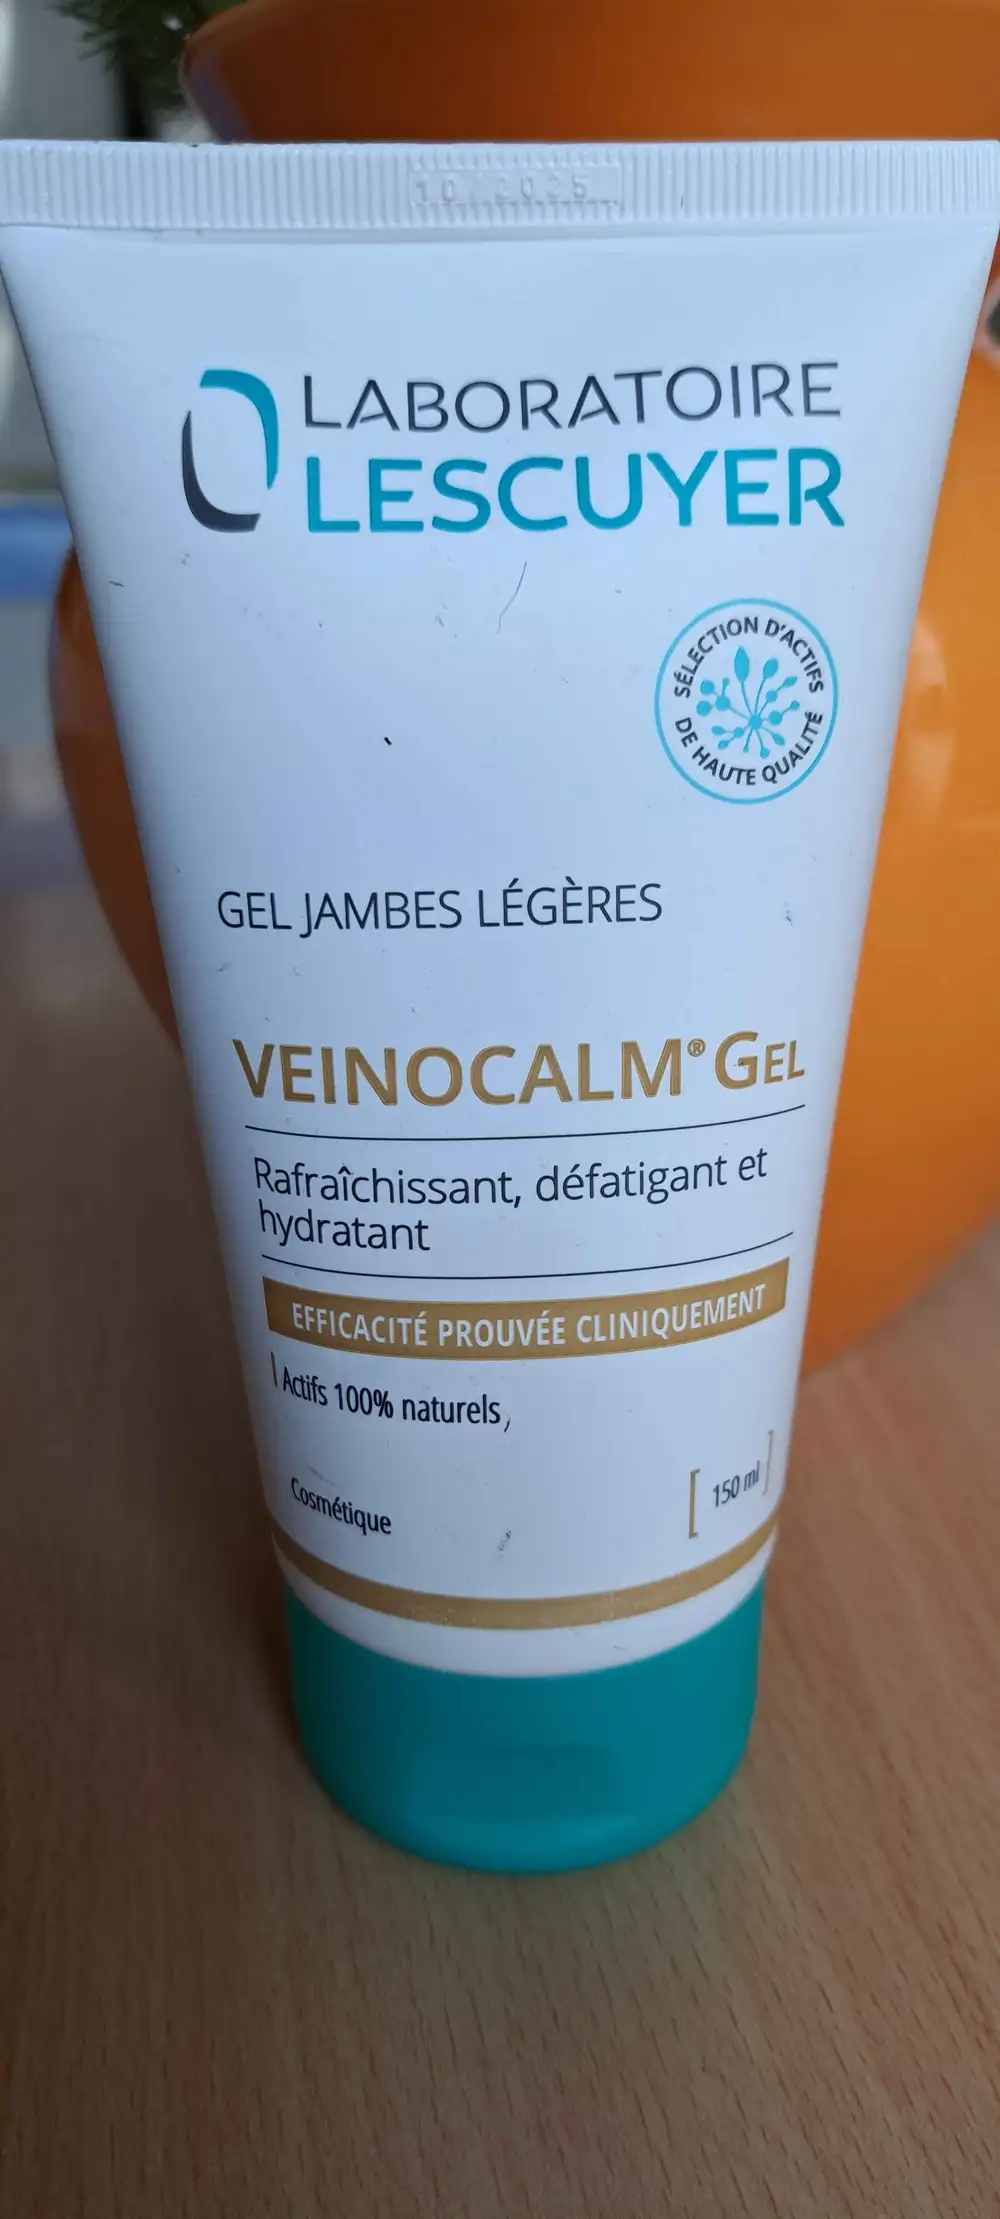 10/2025
LABORATOIRE
LESCUYER
SÉLECTION D'ACTIFS
DE HAUTE QUALITÉ
GEL JAMBES LÉGÈRES
VEINOCALM® GEL
Rafraîchissant, défatigant et
hydratant
EFFICACITÉ PROUVÉE CLINIQUEMENT
Actifs 100% naturels
Cosmétique
[ 150 ml ]